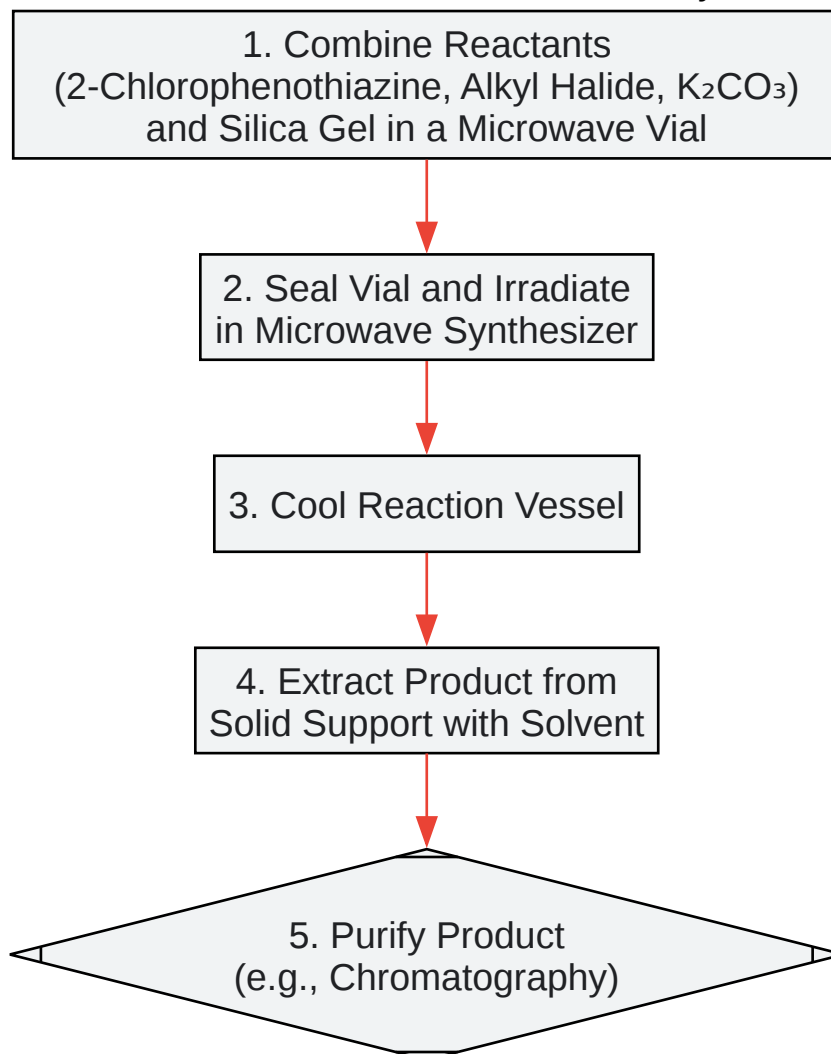 1. Combine Reactants
(2-Chlorophenothiazine, Alkyl Halide, K₂CO₃)
and Silica Gel in a Microwave Vial
2. Seal Vial and Irradiate
in Microwave Synthesizer
3. Cool Reaction Vessel
4. Extract Product from
Solid Support with Solvent
5. Purify Product
(e.g., Chromatography)